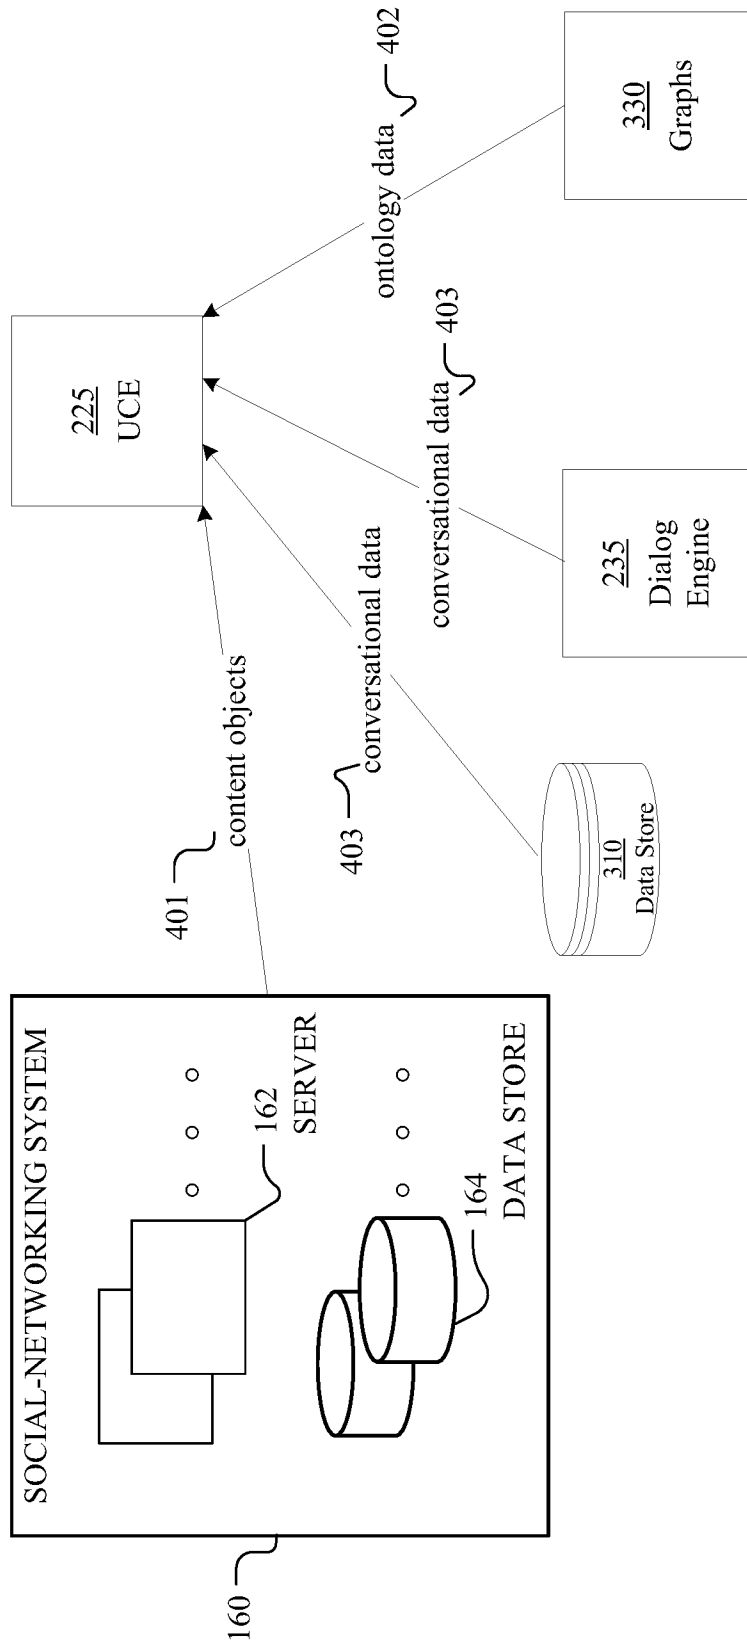 SOCIAL-NETWORKING SYSTEM
160
162
SERVER
164
DATA STORE
401
content objects
225
UCE
403
conversational data
conversational data
403
ontology data
402
310
Data Store
235
Dialog
Engine
330
Graphs